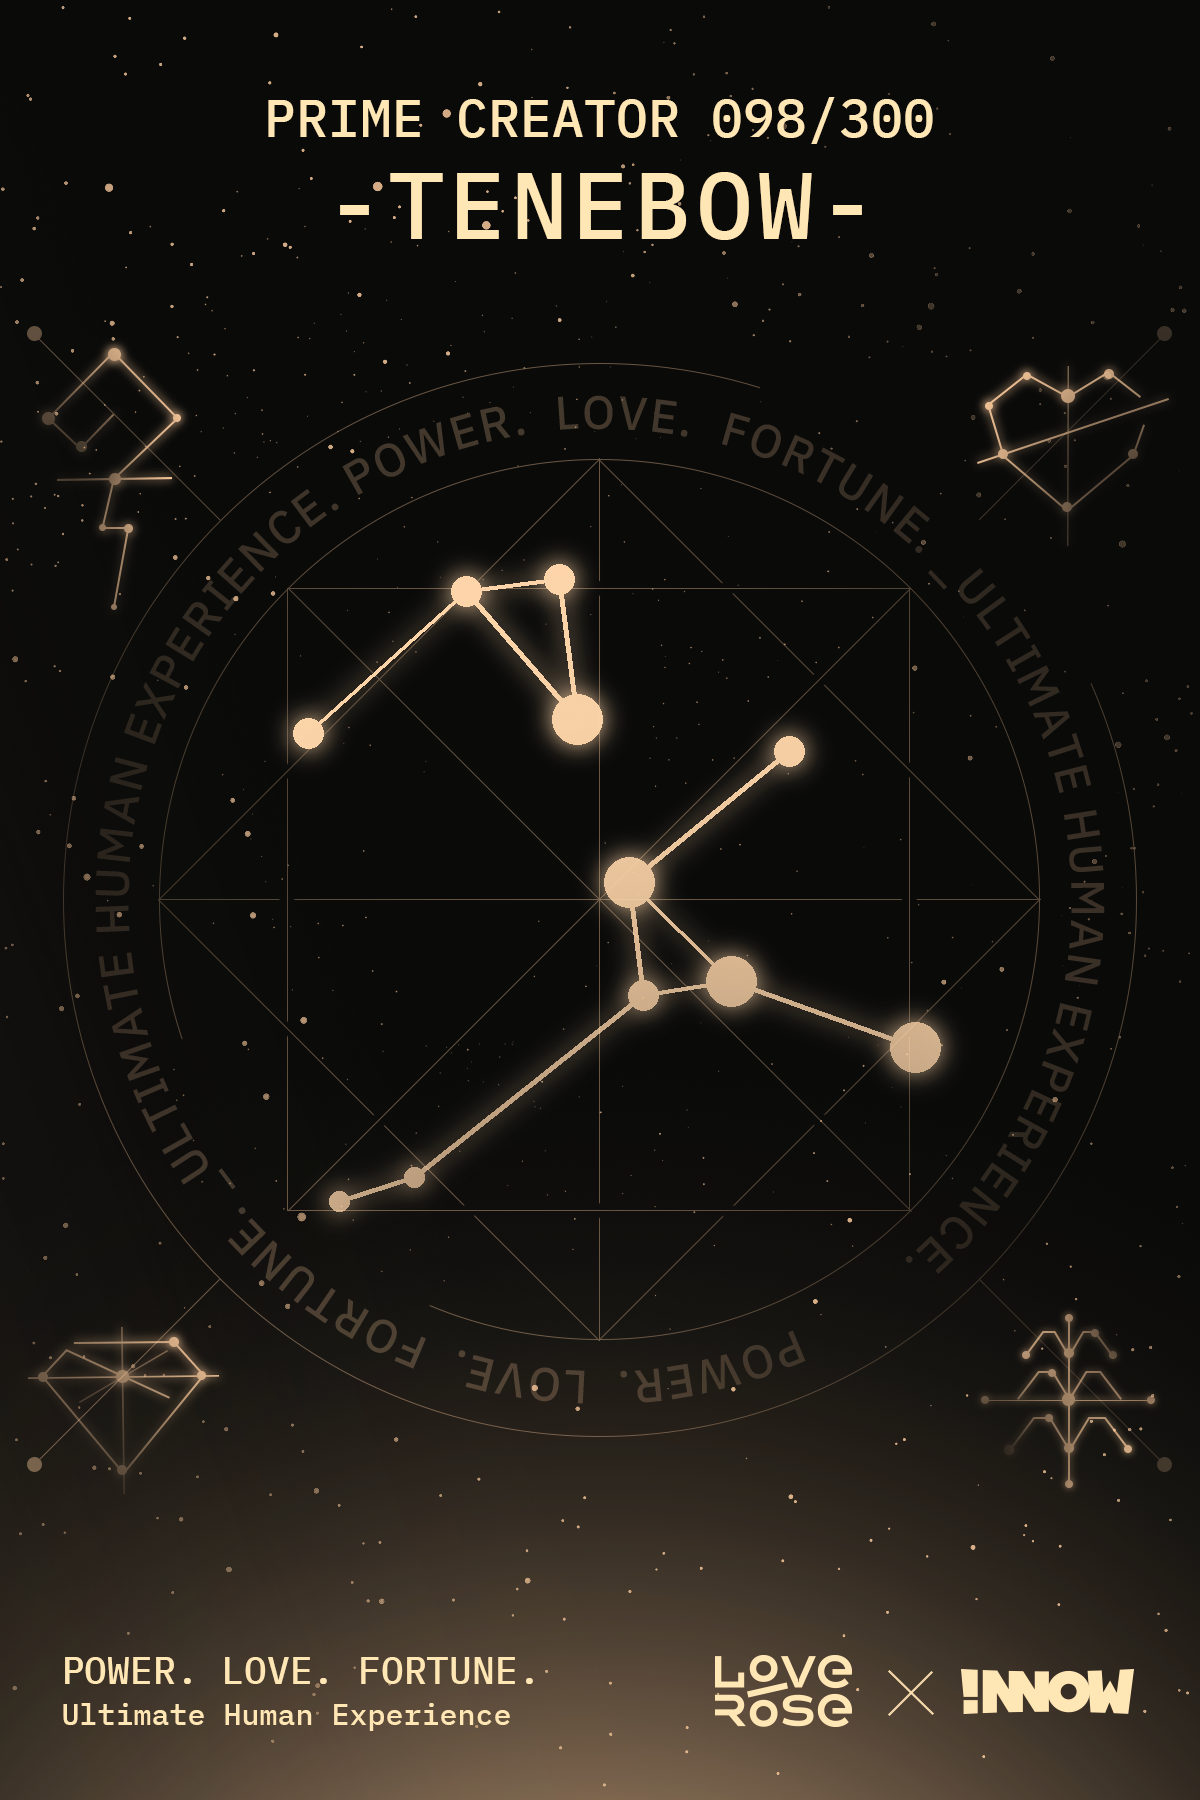 PRIME CREATOR 098/300
-TENEBOW-
POWER. LOVE. FORTUNE. – ULTIMATE HUMAN EXPERIENCE.
POWER. LOVE. FORTUNE. – ULTIMATE HUMAN EXPERIENCE.
POWER. LOVE. FORTUNE.
Ultimate Human Experience
LOVE
ROSE
!NNOW